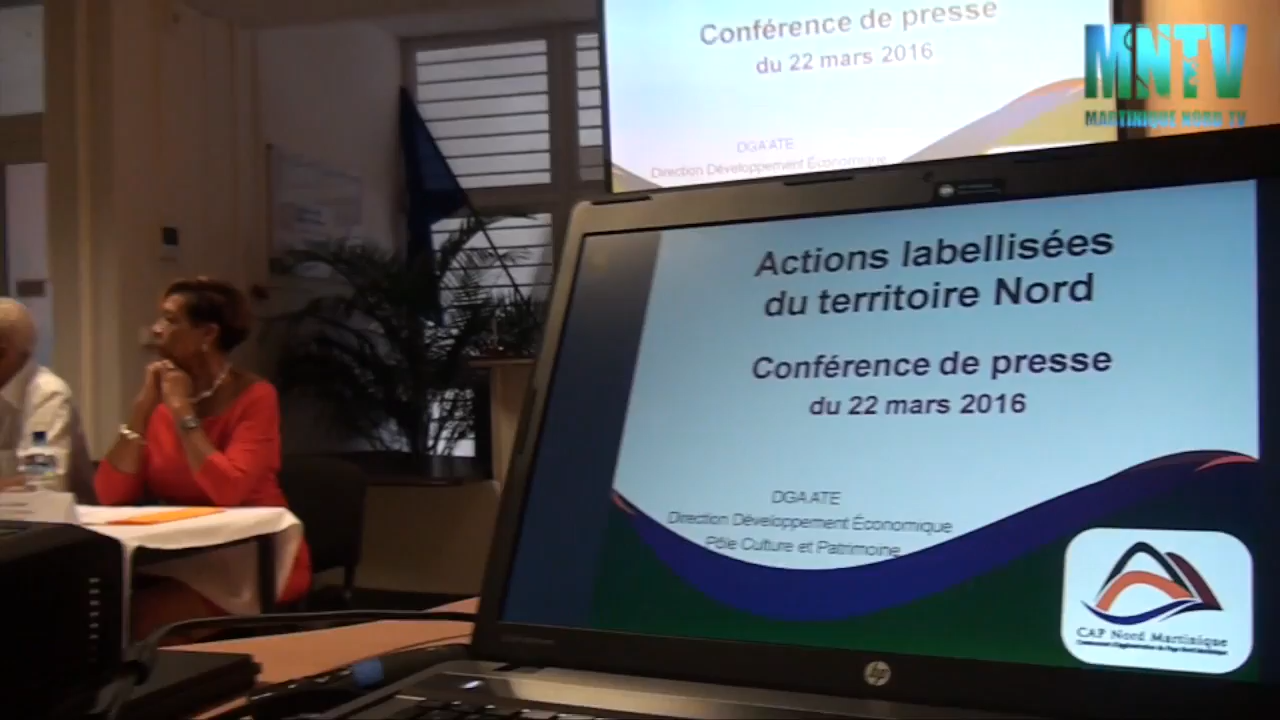 Conférence de presse
du 22 mars 2016
DGA ATE
Direction Développement Économique
MNTV
MARTINIQUE NORD TV
Actions labellisées
du territoire Nord
Conférence de presse
du 22 mars 2016
DGA ATE
Direction Développement Économique
Pôle Culture et Patrimoine
CAP Nord Martinique
hp